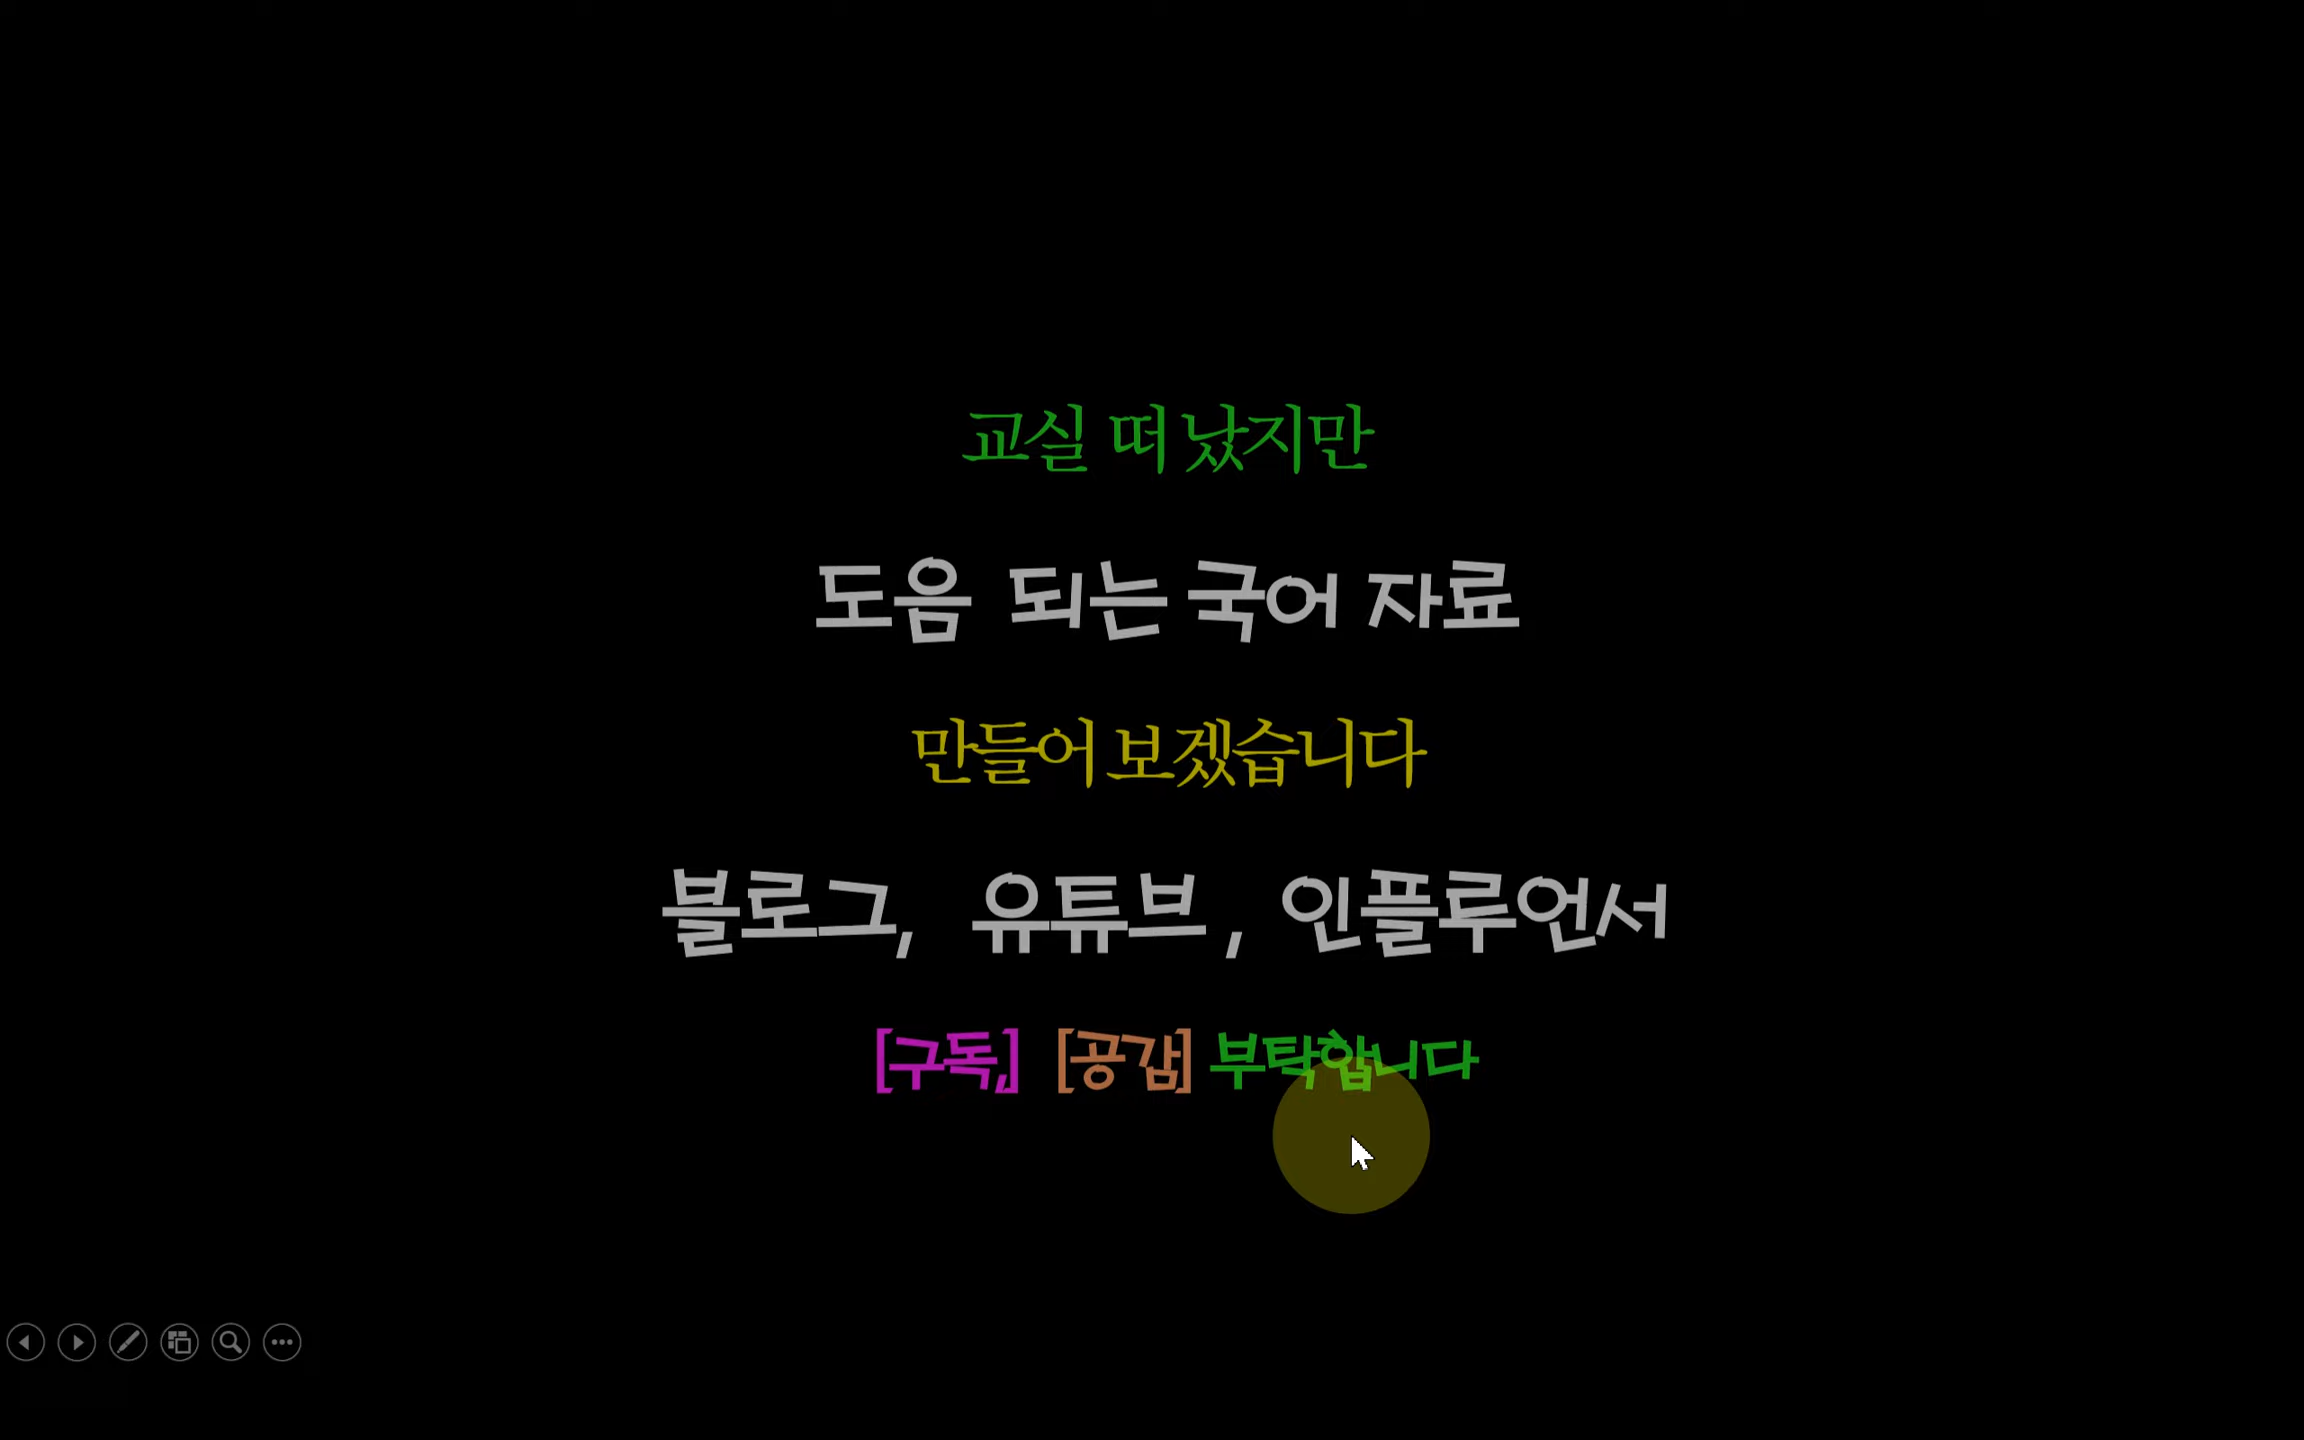 교실 떠났지만
도움 되는 국어 자료
만들어 보겠습니다
블로그, 유튜브, 인플루언서
[구독,] [공감] 부탁합니다